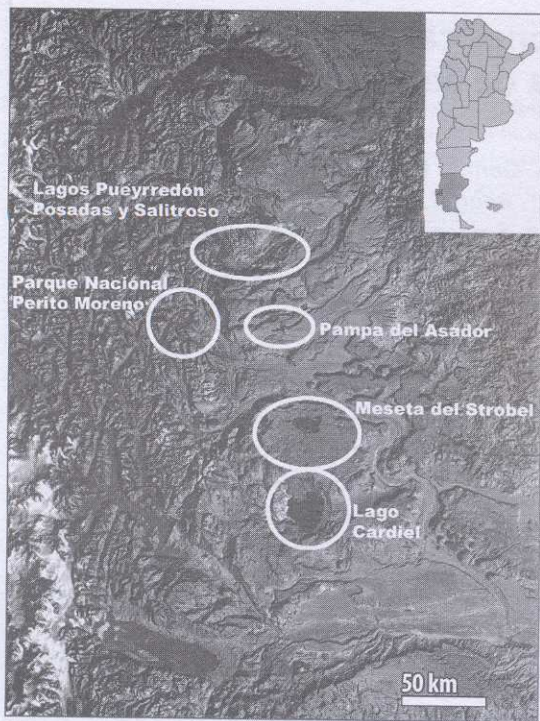 Lagos Pueyrredón
Posadas y Salitroso
Parque Nacional
Perito Moreno
Pampa del Asador
Meseta del Strobel
Lago
Cardiel
50 km